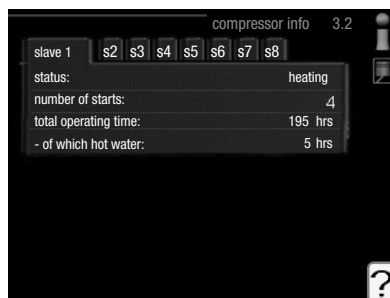 compressor info 3.2
slave 1 s2 s3 s4 s5 s6 s7 s8
status: heating
number of starts: 4
total operating time: 195 hrs
- of which hot water: 5 hrs
?